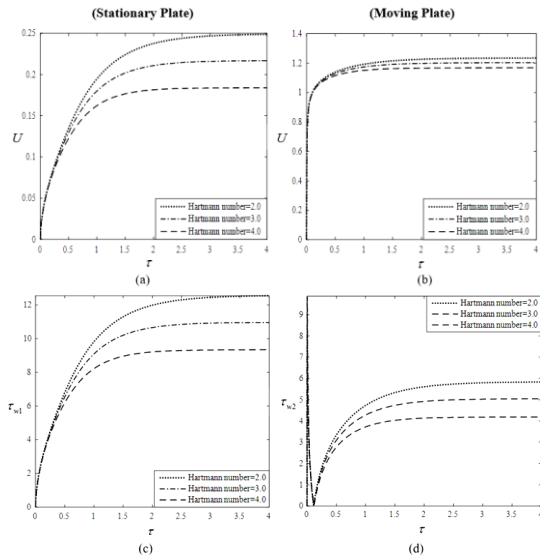 (Stationary Plate)
(Moving Plate)
0.25
0.2
0.15
0.1
0.05
0
U
0 0.5 1 1.5 2 2.5 3 3.5 4
τ
Hartmann number=2.0
Hartmann number=3.0
Hartmann number=4.0
(a)
1.4
1.2
1
0.8
0.6
0.4
0.2
0
U
0 0.5 1 1.5 2 2.5 3 3.5 4
τ
Hartmann number=2.0
Hartmann number=3.0
Hartmann number=4.0
(b)
12
10
8
6
4
2
0
τw1
0 0.5 1 1.5 2 2.5 3 3.5 4
τ
Hartmann number=2.0
Hartmann number=3.0
Hartmann number=4.0
(c)
9
8
7
6
5
4
3
2
1
0
τw2
0 0.5 1 1.5 2 2.5 3 3.5 4
τ
Hartmann number=2.0
Hartmann number=3.0
Hartmann number=4.0
(d)